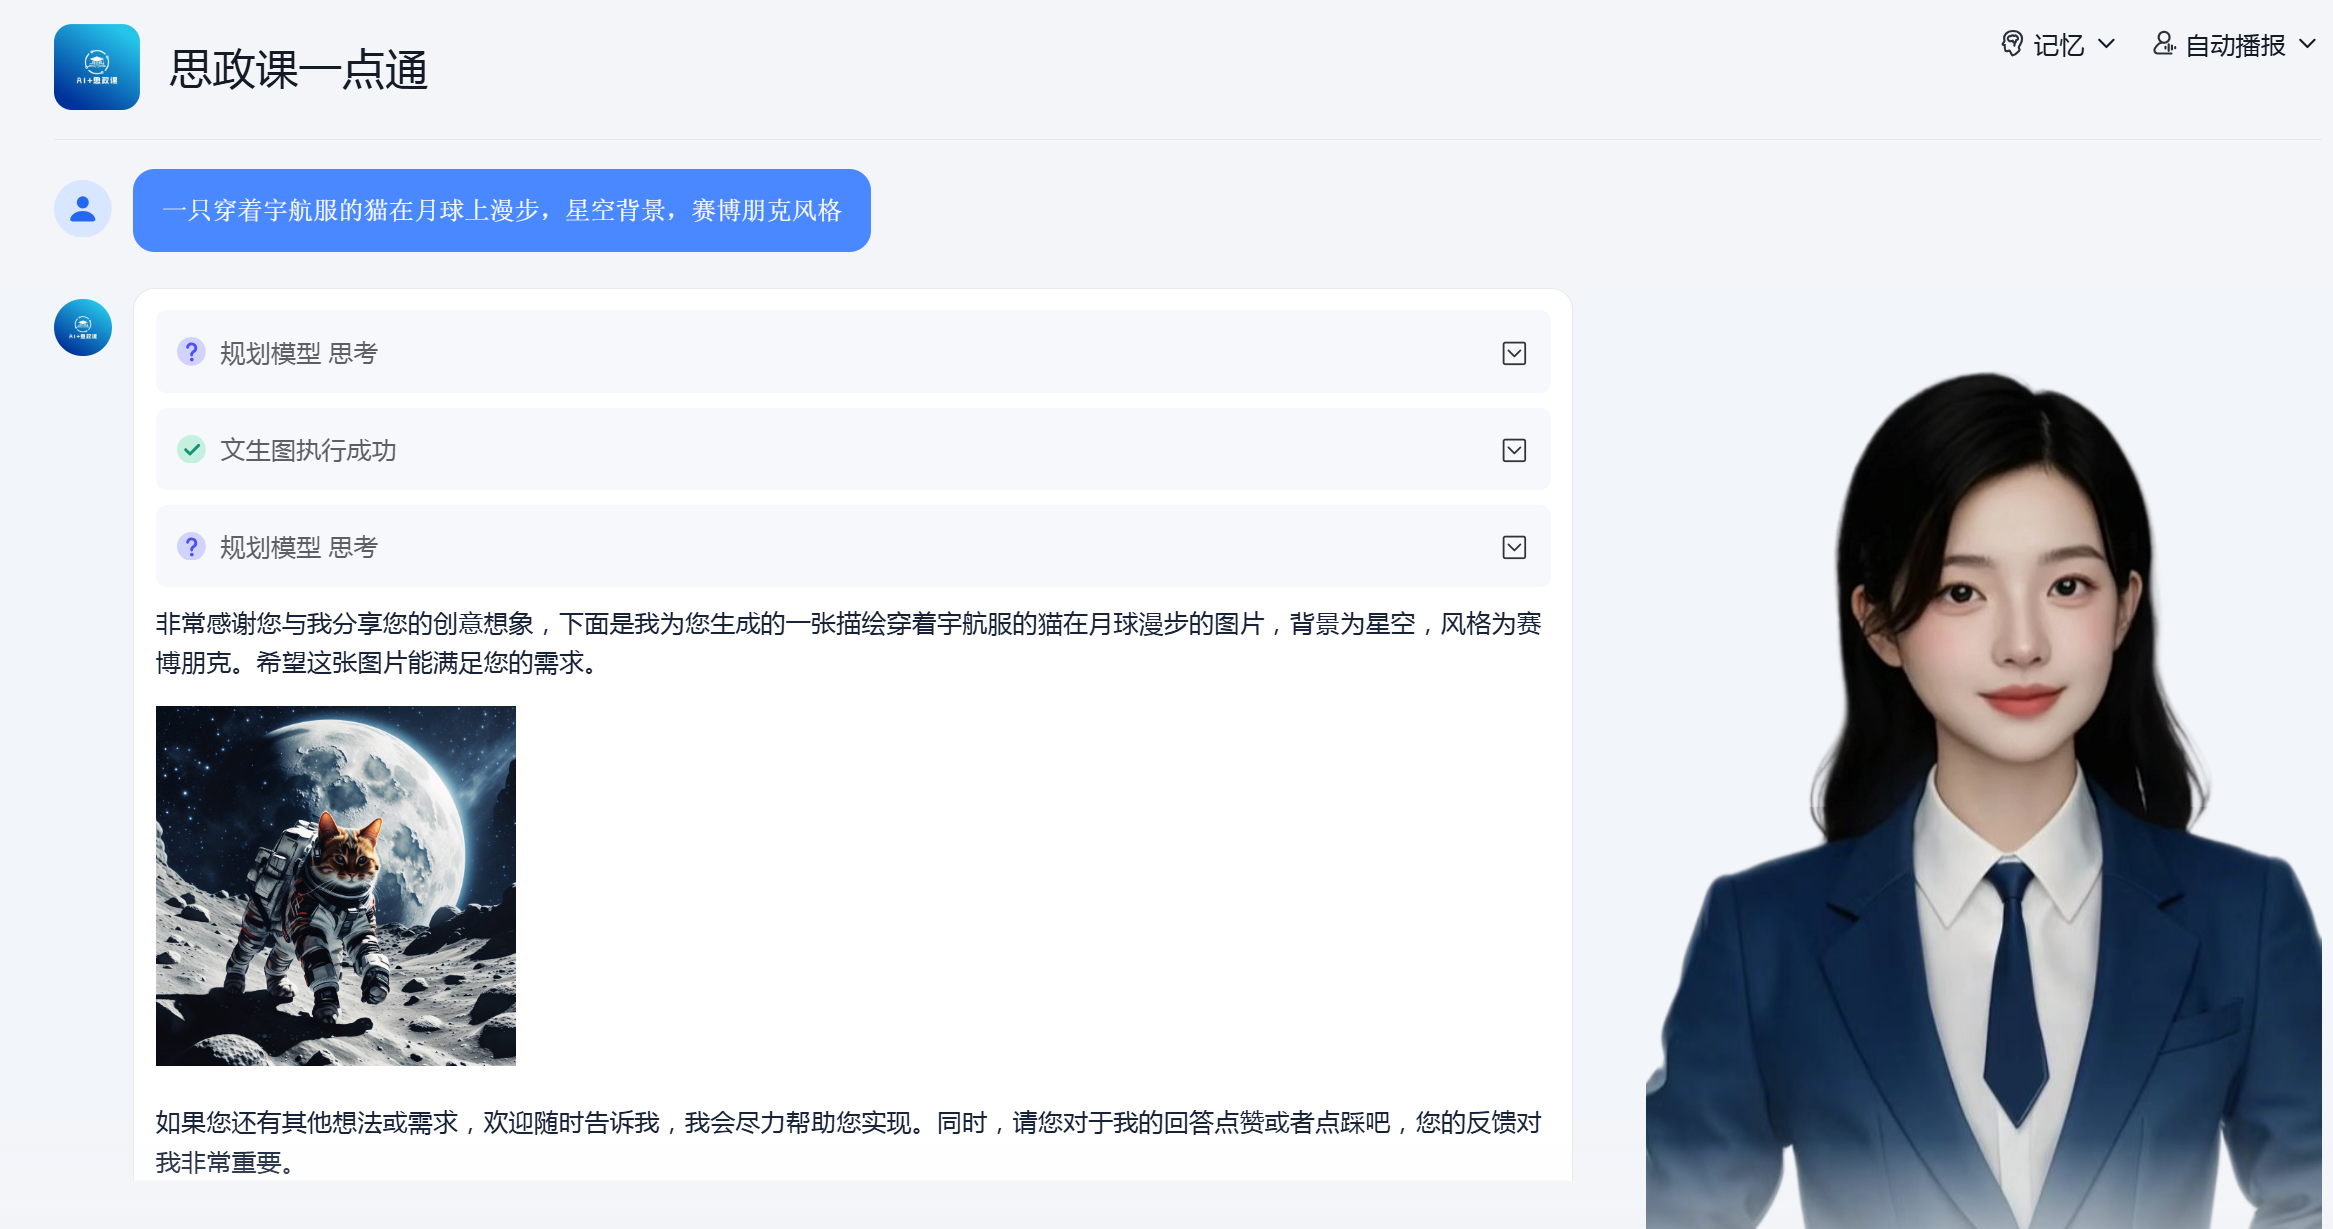 AI+思政课
思政课一点通
记忆
自动播报
一只穿着宇航服的猫在月球上漫步，星空背景，赛博朋克风格
AI+思政课
规划模型 思考
文生图执行成功
规划模型 思考
非常感谢您与我分享您的创意想象，下面是我为您生成的一张描绘穿着宇航服的猫在月球漫步的图片，背景为星空，风格为赛
博朋克。希望这张图片能满足您的需求。
如果您还有其他想法或需求，欢迎随时告诉我，我会尽力帮助您实现。同时，请您对于我的回答点赞或者点踩吧，您的反馈对
我非常重要。